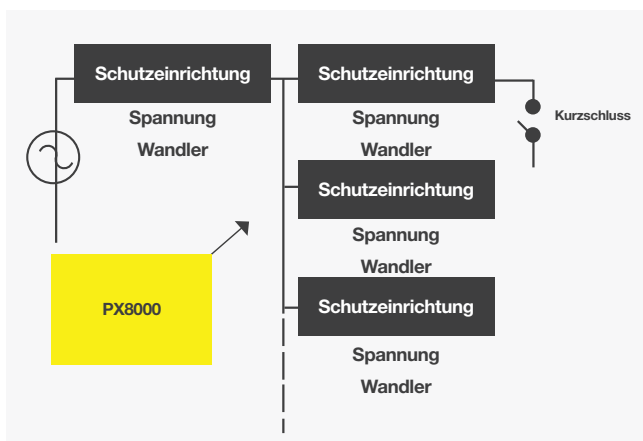 Schutzeinrichtung
Spannung
Wandler
Schutzeinrichtung
Spannung
Wandler
Kurzschluss
Schutzeinrichtung
Spannung
Wandler
PX8000
Schutzeinrichtung
Spannung
Wandler